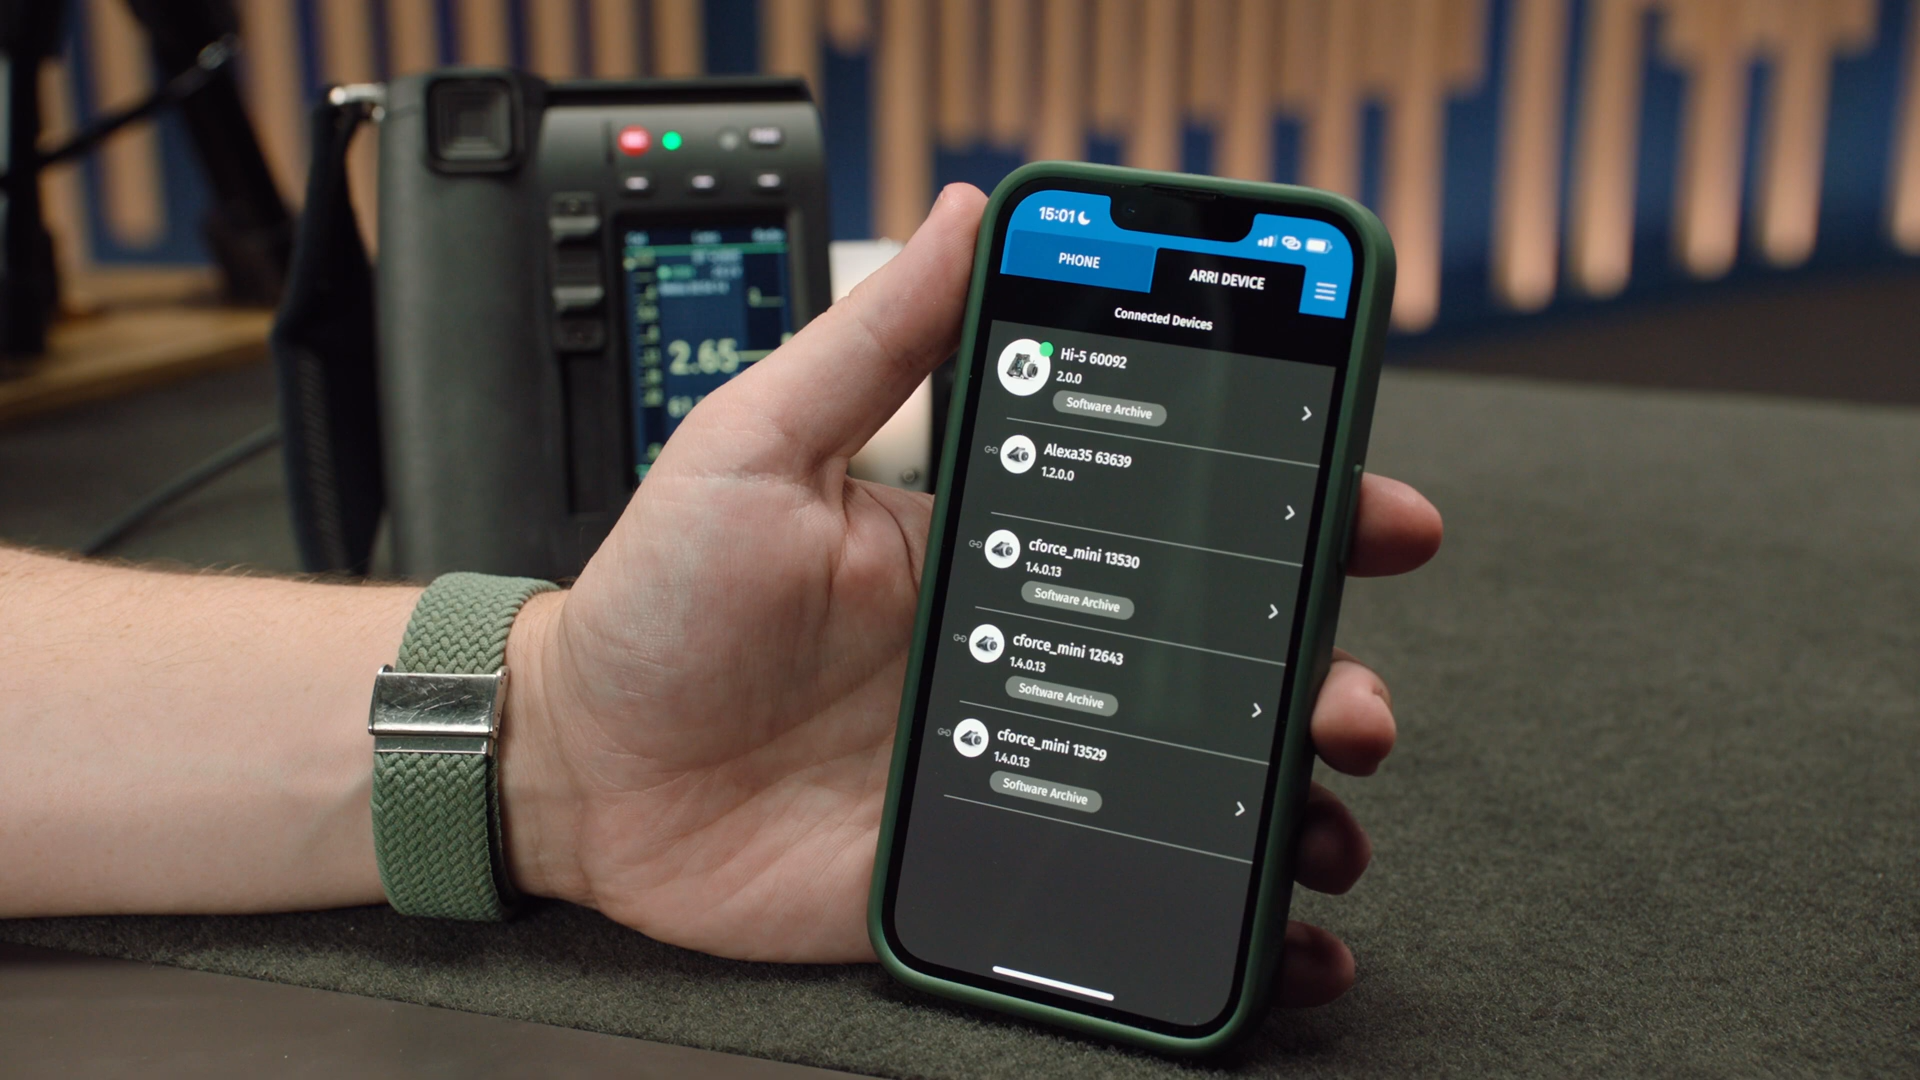 15:01
PHONE
ARRI DEVICE
Connected Devices
Hi-5 60092
2.0.0
Software Archive
Alexa35 63639
1.2.0.0
cforce_mini 13530
1.4.0.13
Software Archive
cforce_mini 12643
1.4.0.13
Software Archive
cforce_mini 13529
1.4.0.13
Software Archive
2.65